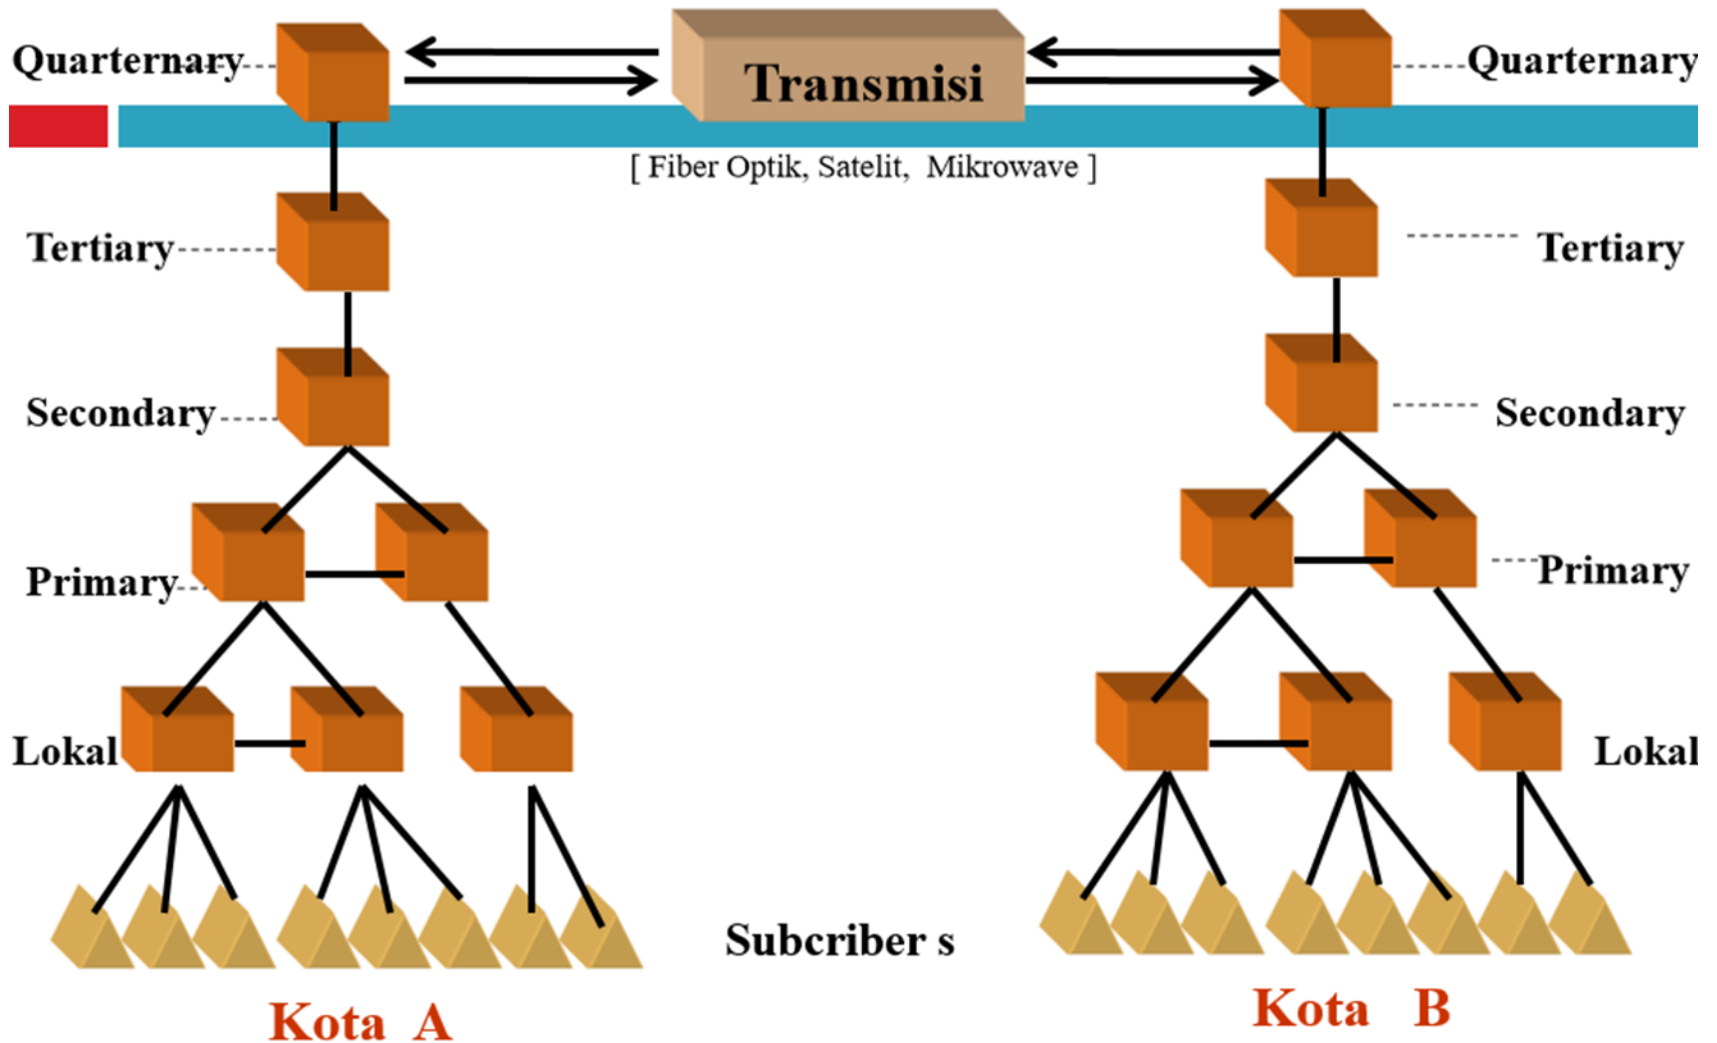 Quarternary
Transmisi
Quarternary
[ Fiber Optik, Satelit,  Mikrowave ]
Tertiary
Tertiary
Secondary
Secondary
Primary
Primary
Lokal
Lokal
Subcriber s
Kota  A
Kota   B